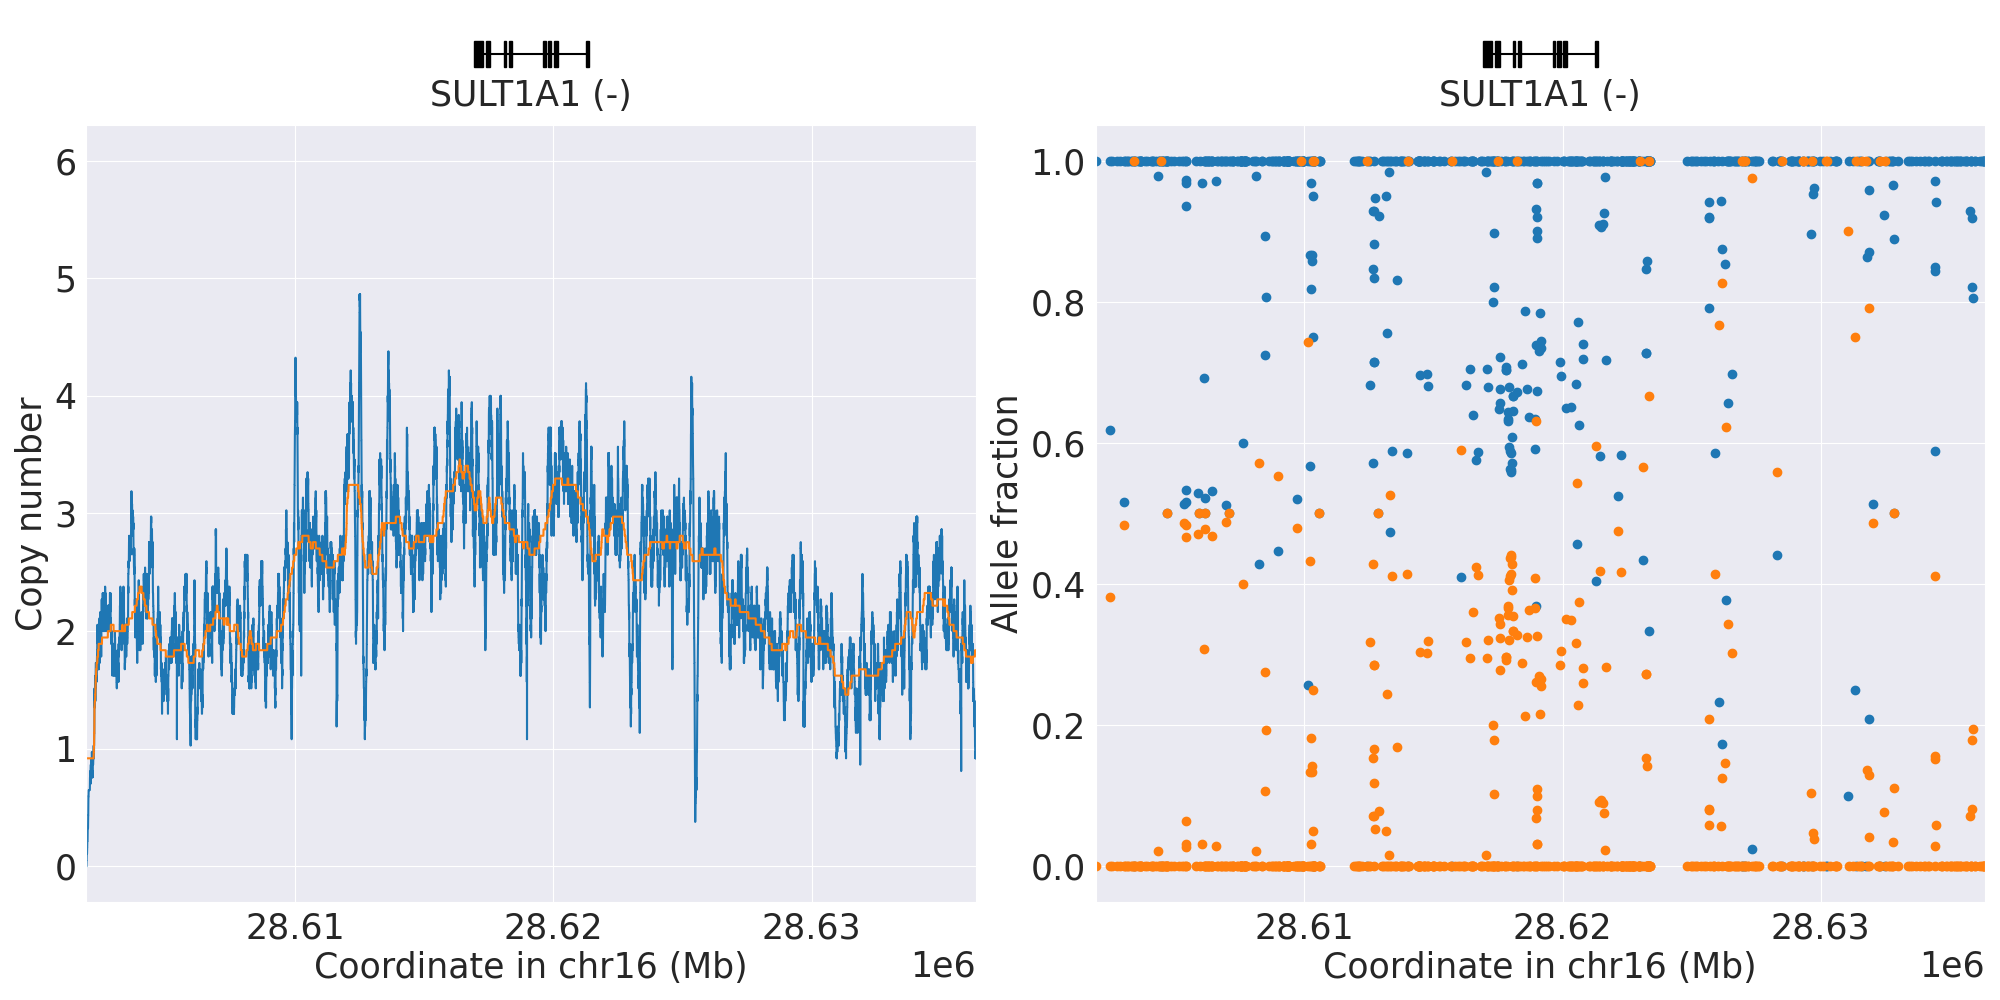 SULT1A1 (-)
6
5
4
3
2
1
0
Copy number
28.61 28.62 28.63
Coordinate in chr16 (Mb) 1e6
SULT1A1 (-)
1.0
0.8
0.6
0.4
0.2
0.0
Allele fraction
28.61 28.62 28.63
Coordinate in chr16 (Mb) 1e6